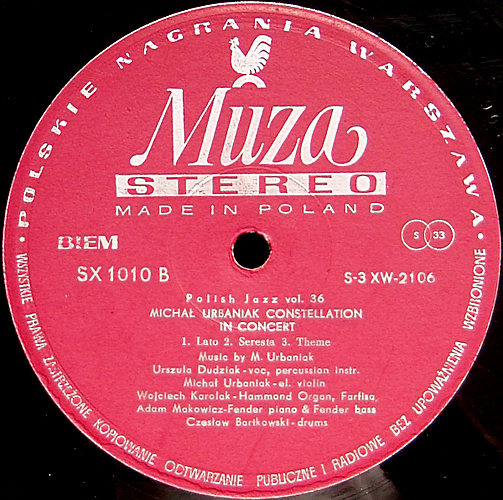 POLSKIE NAGRANIA WARSZAWA
Muza
STEREO
MADE IN POLAND
BIEM
S 33
SX 1010 B
S-3 XW-2106
Polish Jazz vol. 36
MICHAŁ URBANIAK CONSTELLATION
IN CONCERT
1. Lato 2. Seresta 3. Theme
Music by M. Urbaniak
Urszula Dudziak-voc, percussion instr.
Michał Urbaniak-el. violin
Wojciech Karolak-Hammond Organ, Farfisa
Adam Makowicz-Fender piano & Fender bass
Czesław Bartkowski-drums
WSZYSTKIE PRAWA ZASTRZEŻONE KOPIOWANIE ODTWARZANIE PUBLICZNE I RADIOWE BEZ UPOWAŻNIENIA WZBRONIONE